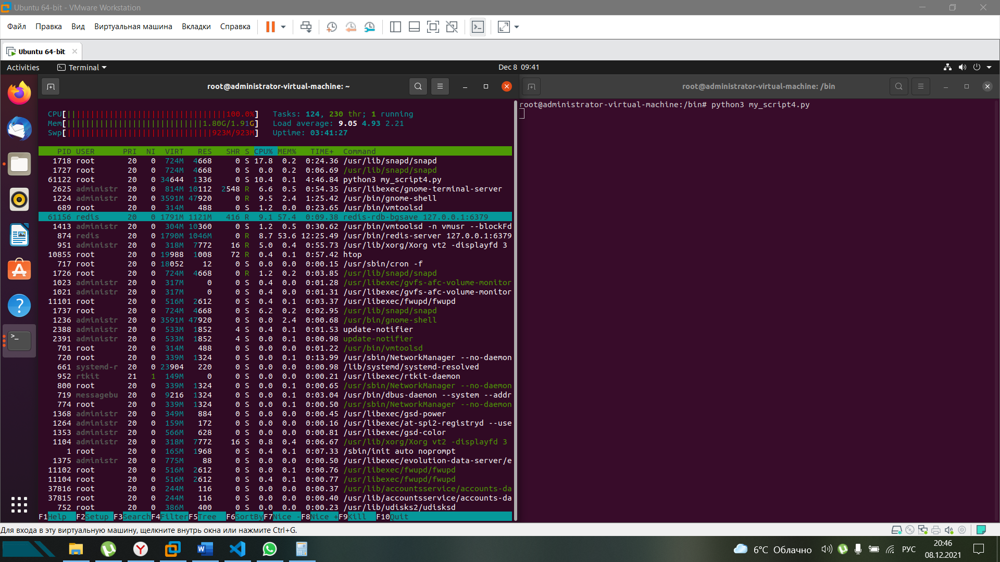 Ubuntu 64-bit - VMware Workstation
Файл Правка Вид Виртуальная машина Вкладки Справка
Ubuntu 64-bit
Activities Terminal Dec 8 09:41
root@administrator-virtual-machine: ~
root@administrator-virtual-machine: /bin
root@administrator-virtual-machine:/bin# python3 my_script4.py
CPU[||||||||||||||||||||||||||||||||||100.0%] Tasks: 124, 230 thr; 1 running
Mem[|||||||||||||||||||||||||||||1.80G/1.91G] Load average: 9.05 4.93 2.21
Swp[|||||||||||||||||||||||||||||||923M/923M] Uptime: 03:41:27
PID USER PRI NI VIRT RES SHR S CPU% MEM% TIME+ Command
1718 root 20 0 724M 4668 0 S 17.8 0.2 0:24.36 /usr/lib/snapd/snapd
1727 root 20 0 724M 4668 0 S 0.0 0.2 0:06.69 /usr/lib/snapd/snapd
61122 root 20 0 34644 1336 0 S 10.4 0.1 4:46.84 python3 my_script4.py
2625 administr 20 0 814M 10112 2548 R 6.6 0.5 0:54.35 /usr/libexec/gnome-terminal-server
1224 administr 20 0 3591M 47920 0 R 9.5 2.4 1:25.42 /usr/bin/gnome-shell
689 root 20 0 314M 488 0 S 1.2 0.0 0:23.65 /usr/bin/vmtoolsd
61156 redis 20 0 1791M 1121M 416 R 9.1 57.4 0:09.38 redis-rdb-bgsave 127.0.0.1:6379
1413 administr 20 0 304M 10360 0 S 1.2 0.5 0:30.62 /usr/bin/vmtoolsd -n vmusr --blockFd
874 redis 20 0 1790M 1046M 0 R 8.7 53.6 12:25.49 /usr/bin/redis-server 127.0.0.1:6379
951 administr 20 0 318M 7772 16 R 5.0 0.4 0:55.73 /usr/lib/xorg/Xorg vt2 -displayfd 3
10855 root 20 0 19988 1008 72 R 0.4 0.1 0:57.42 htop
717 root 20 0 18052 12 0 S 0.0 0.0 0:00.15 /usr/sbin/cron -f
1726 root 20 0 724M 4668 0 R 1.2 0.2 0:03.85 /usr/lib/snapd/snapd
1023 administr 20 0 317M 0 0 S 0.4 0.0 0:01.28 /usr/libexec/gvfs-afc-volume-monitor
1021 administr 20 0 317M 0 0 S 0.4 0.0 0:01.31 /usr/libexec/gvfs-afc-volume-monitor
11101 root 20 0 516M 2612 0 S 0.4 0.1 0:03.37 /usr/libexec/fwupd/fwupd
1737 root 20 0 724M 4668 0 S 6.2 0.2 0:02.95 /usr/lib/snapd/snapd
1236 administr 20 0 3591M 47920 0 S 0.0 2.4 0:00.68 /usr/bin/gnome-shell
2388 administr 20 0 533M 1852 4 S 0.4 0.1 0:01.53 update-notifier
2391 administr 20 0 533M 1852 4 S 0.0 0.1 0:00.98 update-notifier
701 root 20 0 314M 488 0 S 0.0 0.0 0:01.22 /usr/bin/vmtoolsd
720 root 20 0 339M 1324 0 S 0.0 0.1 0:13.99 /usr/sbin/NetworkManager --no-daemon
661 systemd-r 20 0 23904 220 0 S 0.0 0.0 0:00.98 /lib/systemd/systemd-resolved
952 rtkit 21 1 149M 0 0 S 0.0 0.0 0:00.21 /usr/libexec/rtkit-daemon
800 root 20 0 339M 1324 0 S 0.0 0.1 0:00.65 /usr/sbin/NetworkManager --no-daemon
719 messagebu 20 0 9216 1324 0 S 0.0 0.1 0:03.04 /usr/bin/dbus-daemon --system --addr
774 root 20 0 339M 1324 0 S 0.0 0.1 0:00.50 /usr/sbin/NetworkManager --no-daemon
1368 administr 20 0 349M 884 0 S 0.0 0.0 0:00.45 /usr/libexec/gsd-power
1264 administr 20 0 159M 172 0 S 0.0 0.0 0:00.16 /usr/libexec/at-spi2-registryd --use
1353 administr 20 0 566M 628 0 S 0.0 0.0 0:00.81 /usr/libexec/gsd-color
1104 administr 20 0 318M 7772 16 S 0.8 0.4 0:06.67 /usr/lib/xorg/Xorg vt2 -displayfd 3
1 root 20 0 165M 1968 0 S 0.4 0.1 0:07.33 /sbin/init auto noprompt
1375 administr 20 0 775M 88 0 S 0.0 0.0 0:00.50 /usr/libexec/evolution-data-server/e
11102 root 20 0 516M 2612 0 S 0.0 0.1 0:00.76 /usr/libexec/fwupd/fwupd
11104 root 20 0 516M 2612 0 S 0.4 0.1 0:00.77 /usr/libexec/fwupd/fwupd
37816 root 20 0 244M 116 0 S 0.0 0.0 0:00.37 /usr/lib/accountsservice/accounts-da
37815 root 20 0 244M 116 0 S 0.0 0.0 0:00.40 /usr/lib/accountsservice/accounts-da
752 root 20 0 386M 400 0 S 0.0 0.0 0:00.23 /usr/lib/udisks2/udisksd
F1Help F2Setup F3SearchF4FilterF5Tree F6SortByF7Nice -F8Nice +F9Kill F10Quit
Для входа в эту виртуальную машину, щелкните внутрь окна или нажмите Ctrl+G.
6°C Облачно РУС 20:46
08.12.2021